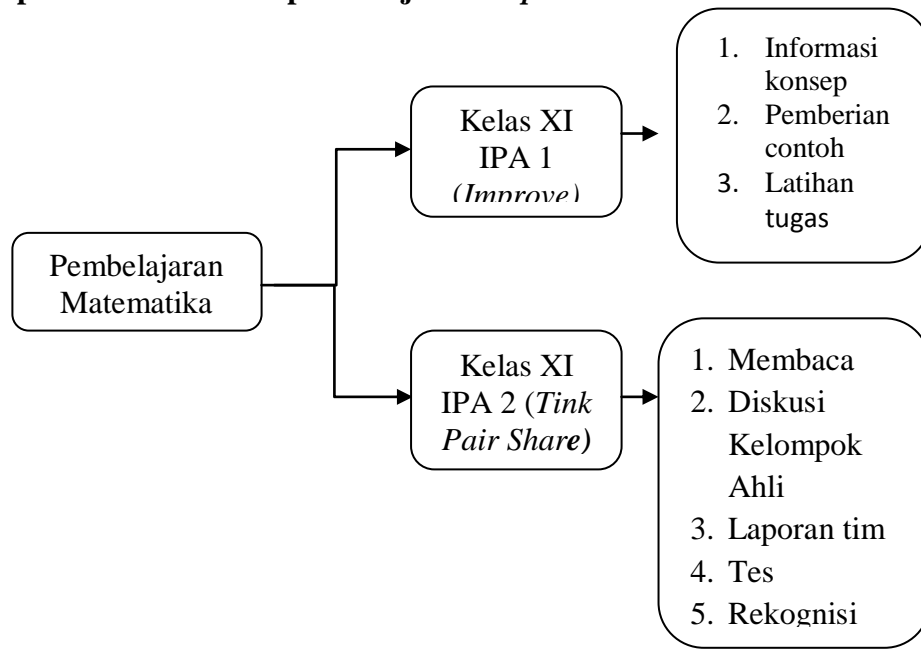 Pembelajaran
Matematika
Kelas XI
IPA 1
(Improve)
1. Informasi
konsep
2. Pemberian
contoh
3. Latihan
tugas
Kelas XI
IPA 2 (Tink
Pair Share)
1. Membaca
2. Diskusi
Kelompok
Ahli
3. Laporan tim
4. Tes
5. Rekognisi